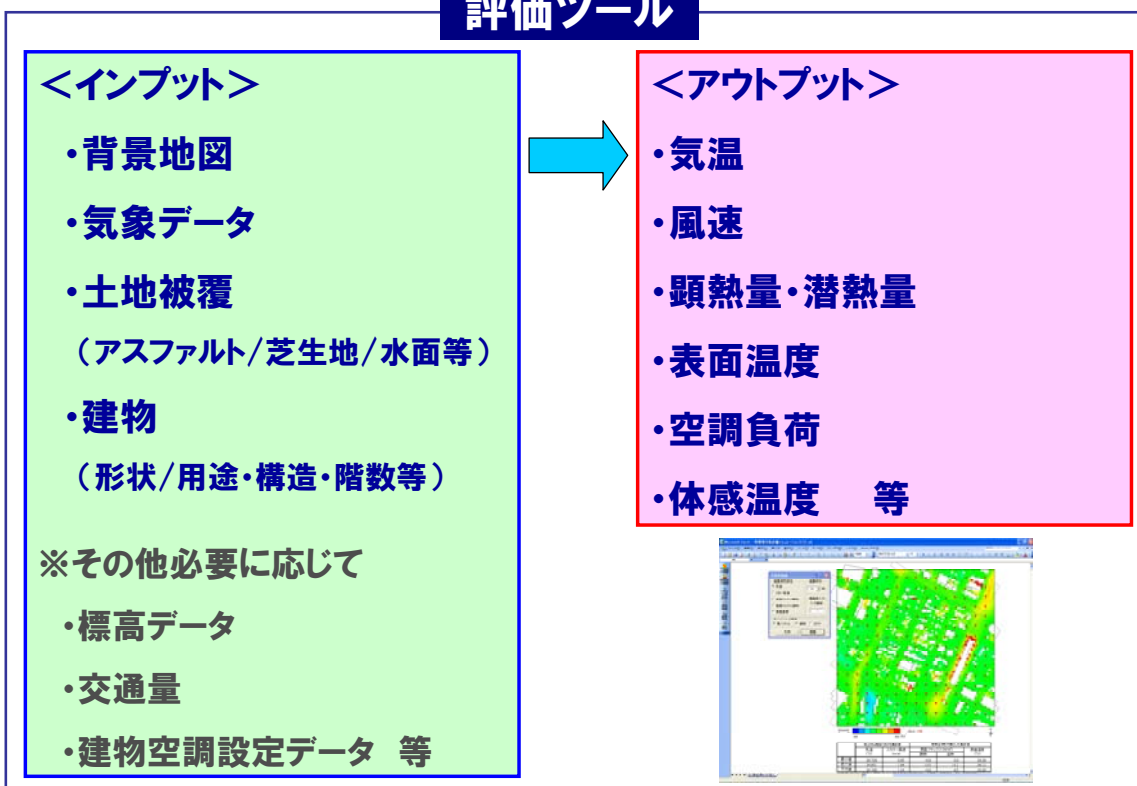 評価ツール
＜インプット＞
・背景地図
・気象データ
・土地被覆
（アスファルト/芝生地/水面等）
・建物
（形状/用途・構造・階数等）
※その他必要に応じて
・標高データ
・交通量
・建物空調設定データ　等
＜アウトプット＞
・気温
・風速
・顕熱量・潜熱量
・表面温度
・空調負荷
・体感温度　等